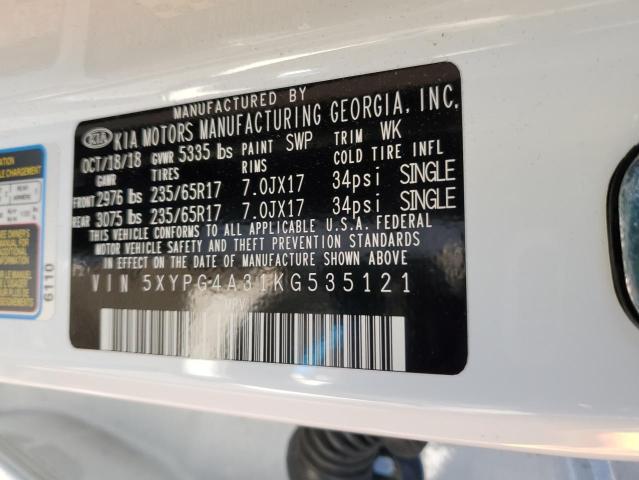 MANUFACTURED BY
KIA KIA MOTORS MANUFACTURING GEORGIA, INC.
OCT/18/18 GVWR 5335 lbs PAINT SWP TRIM WK
GAWR TIRES RIMS COLD TIRE INFL
FRONT 2976 lbs 235/65R17 7.0JX17 34psi SINGLE
REAR 3075 lbs 235/65R17 7.0JX17 34psi SINGLE
THIS VEHICLE CONFORMS TO ALL APPLICABLE U.S.A. FEDERAL
MOTOR VEHICLE SAFETY AND THEFT PREVENTION STANDARDS
IN EFFECT ON THE DATE OF MANUFACTURE SHOWN ABOVE.
VIN 5XYPG4A31KG535121
MPV
6110